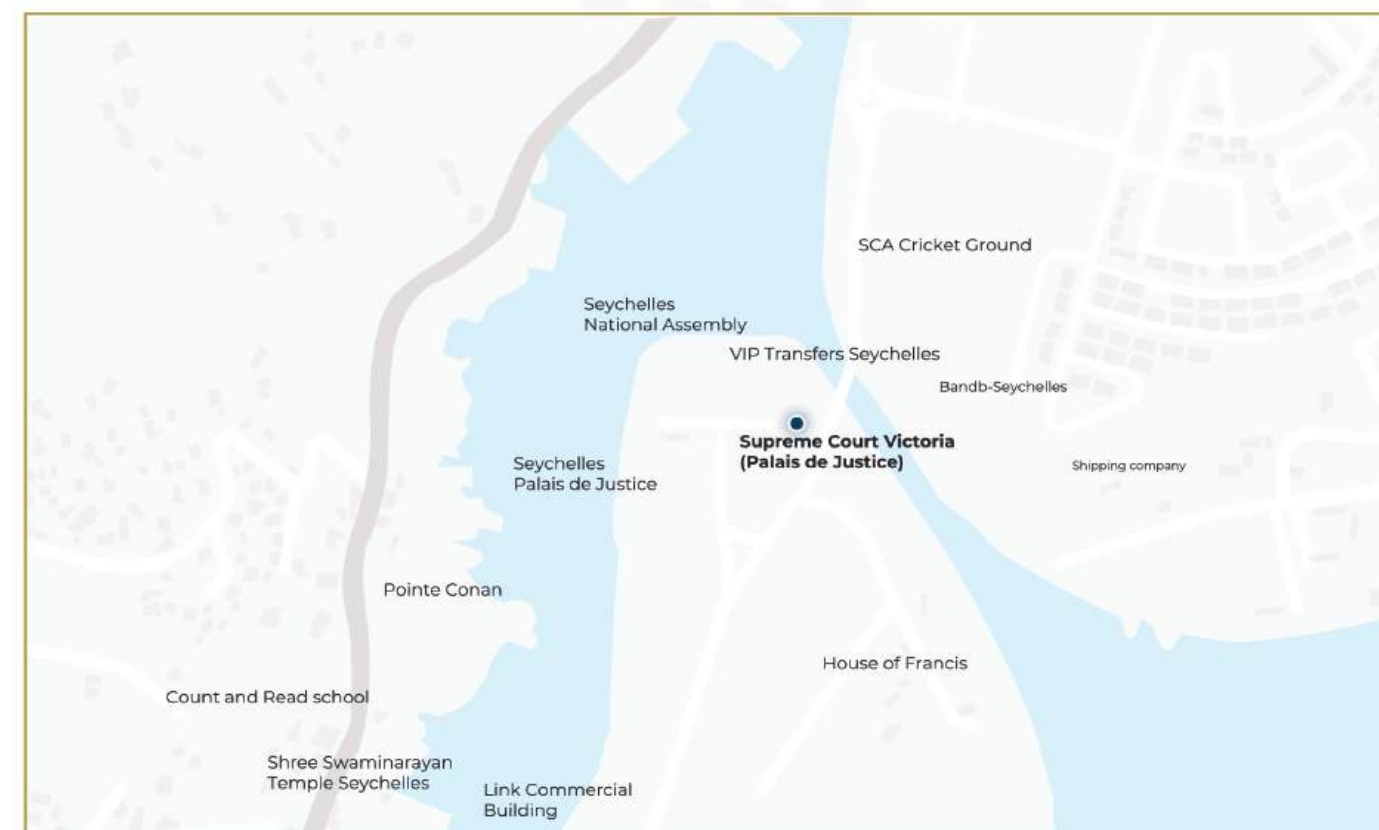 SCA Cricket Ground
Seychelles
National Assembly
VIP Transfers Seychelles
Bandb-Seychelles
Supreme Court Victoria
(Palais de Justice)
Seychelles
Palais de Justice
Shipping company
Pointe Conan
House of Francis
Count and Read school
Shree Swaminarayan
Temple Seychelles
Link Commercial
Building